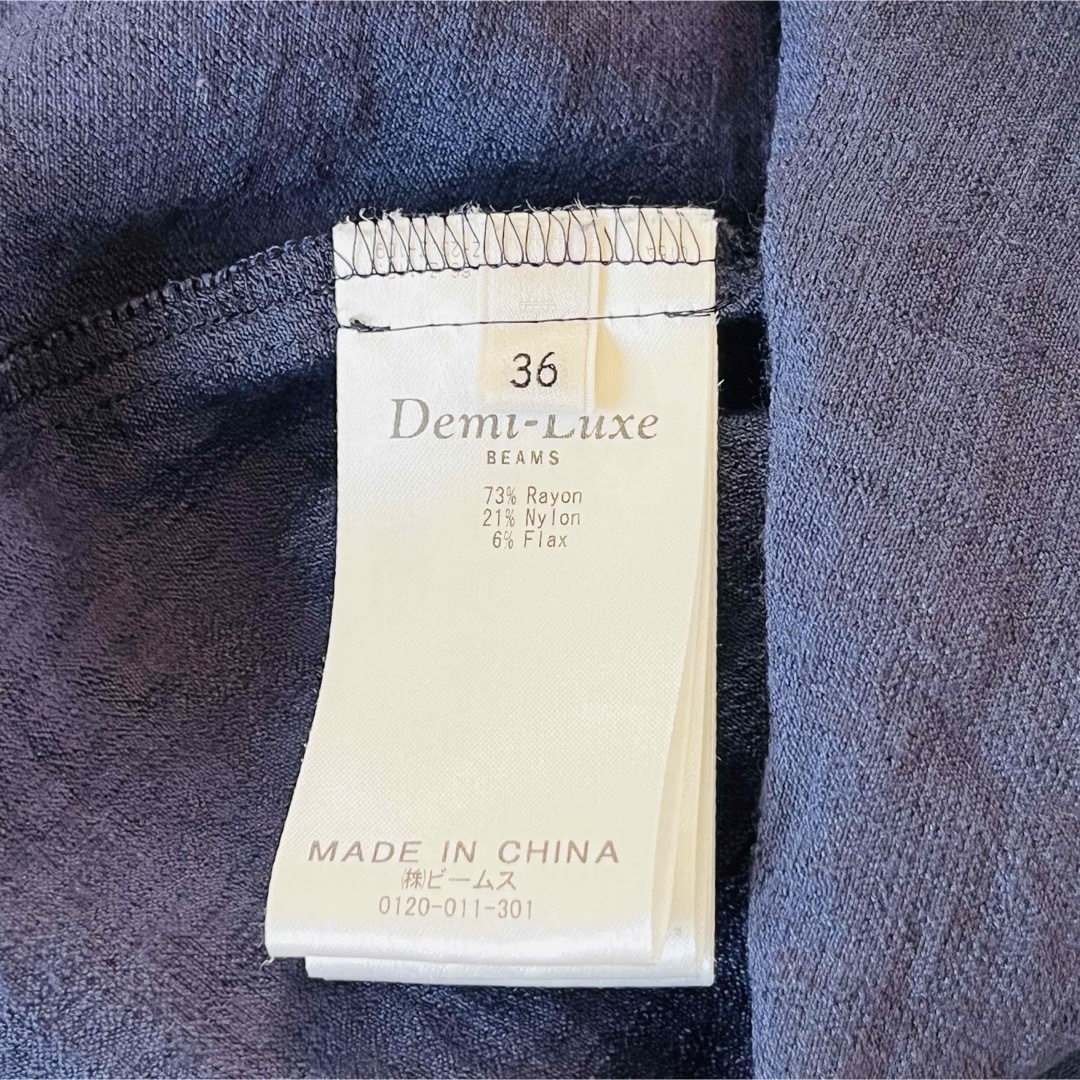 36
Demi-Luxe
BEAMS
73% Rayon
21% Nylon
6% Flax
MADE IN CHINA
㈱ビームス
0120-011-301